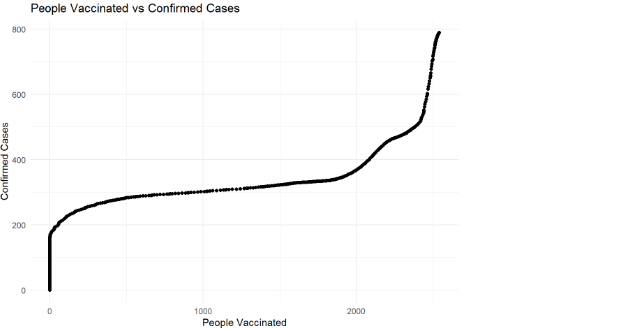 People Vaccinated vs Confirmed Cases
800
600
400
200
0
Confirmed Cases
0 1000 2000
People Vaccinated